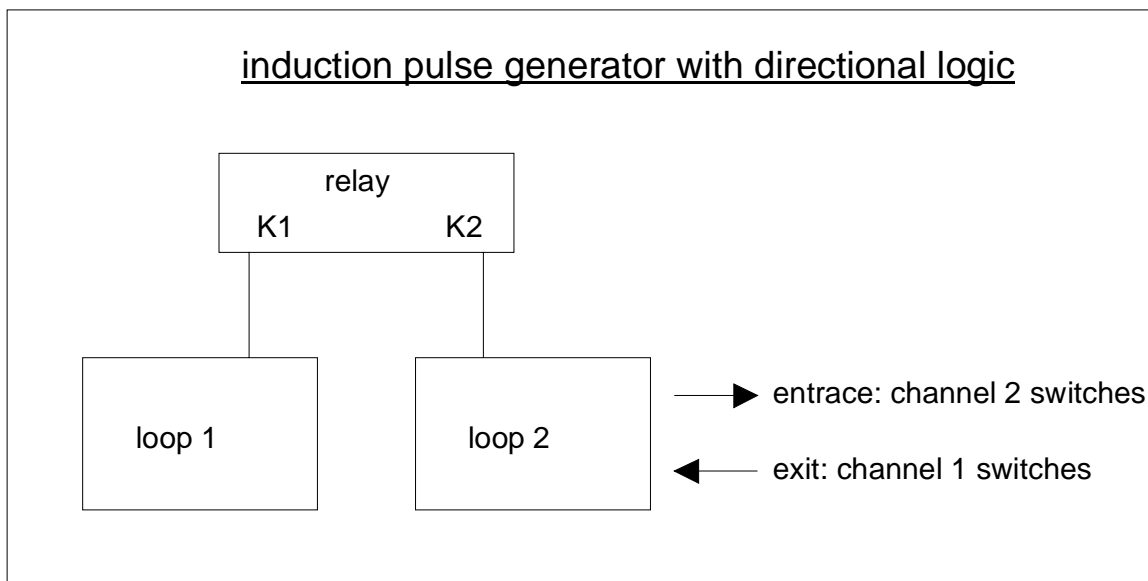 induction pulse generator with directional logic
relay
K1 K2
loop 1
loop 2
entrace: channel 2 switches
exit: channel 1 switches